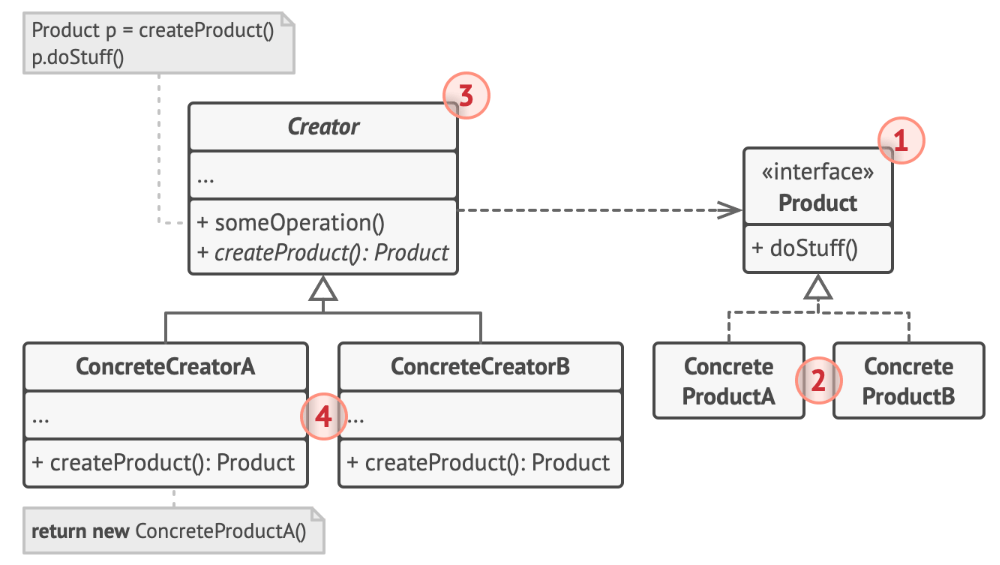 Product p = createProduct()
p.doStuff()
3
Creator
...
+ someOperation()
+ createProduct(): Product
1
«interface»
Product
+ doStuff()
ConcreteCreatorA
...
+ createProduct(): Product
4
ConcreteCreatorB
...
+ createProduct(): Product
Concrete
ProductA
2
Concrete
ProductB
return new ConcreteProductA()